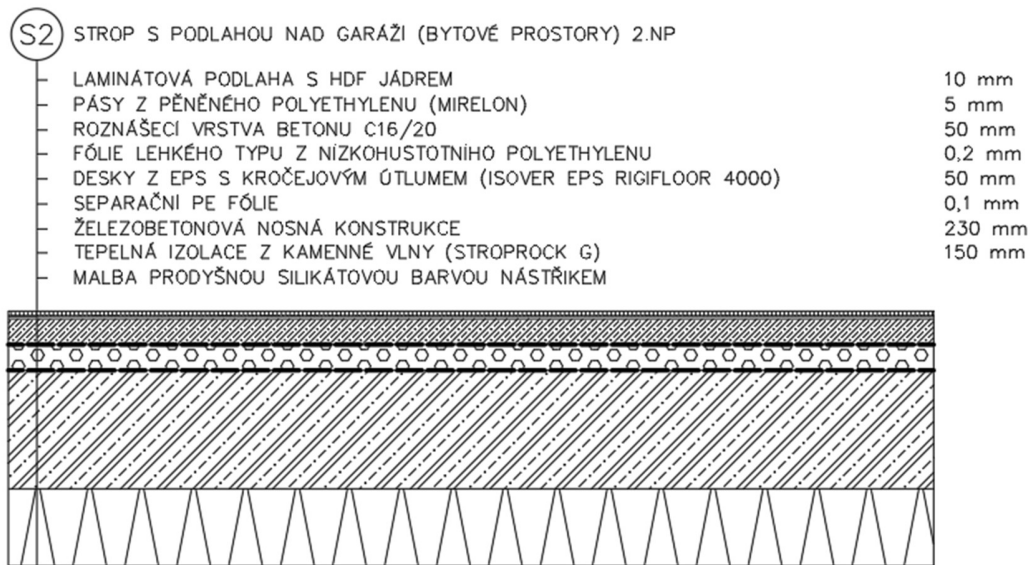 S2 STROP S PODLAHOU NAD GARÁŽÍ (BYTOVÉ PROSTORY) 2.NP
LAMINÁTOVÁ PODLAHA S HDF JÁDREM 10 mm
PÁSY Z PĚNĚNÉHO POLYETHYLENU (MIRELON) 5 mm
ROZNÁŠECÍ VRSTVA BETONU C16/20 50 mm
FÓLIE LEHKÉHO TYPU Z NÍZKOHUSTOTNÍHO POLYETHYLENU 0,2 mm
DESKY Z EPS S KROČEJOVÝM ÚTLUMEM (ISOVER EPS RIGIFLOOR 4000) 50 mm
SEPARAČNÍ PE FÓLIE 0,1 mm
ŽELEZOBETONOVÁ NOSNÁ KONSTRUKCE 230 mm
TEPELNÁ IZOLACE Z KAMENNÉ VLNY (STROPROCK G) 150 mm
MALBA PRODYŠNOU SILIKÁTOVOU BARVOU NÁSTŘIKEM